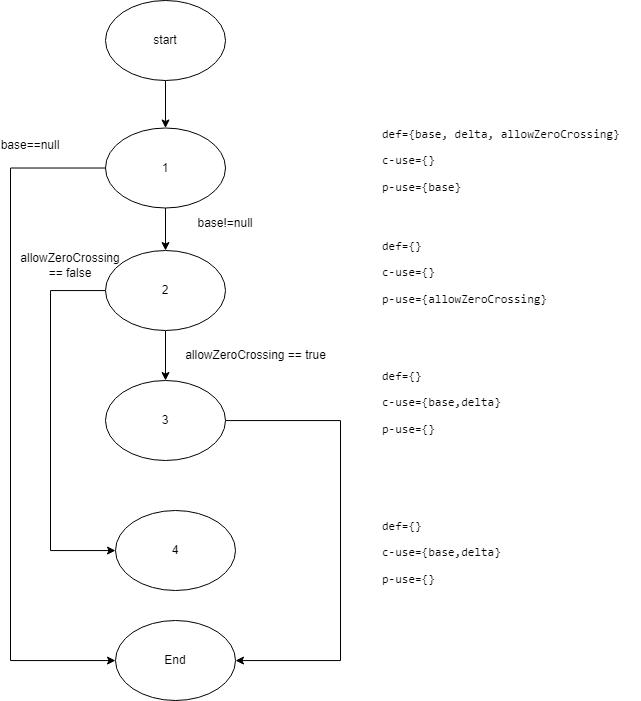 start
base==null
1
def={base, delta, allowZeroCrossing}
c-use={}
p-use={base}
base!=null
allowZeroCrossing
== false
2
def={}
c-use={}
p-use={allowZeroCrossing}
allowZeroCrossing == true
3
def={}
c-use={base,delta}
p-use={}
4
def={}
c-use={base,delta}
p-use={}
End